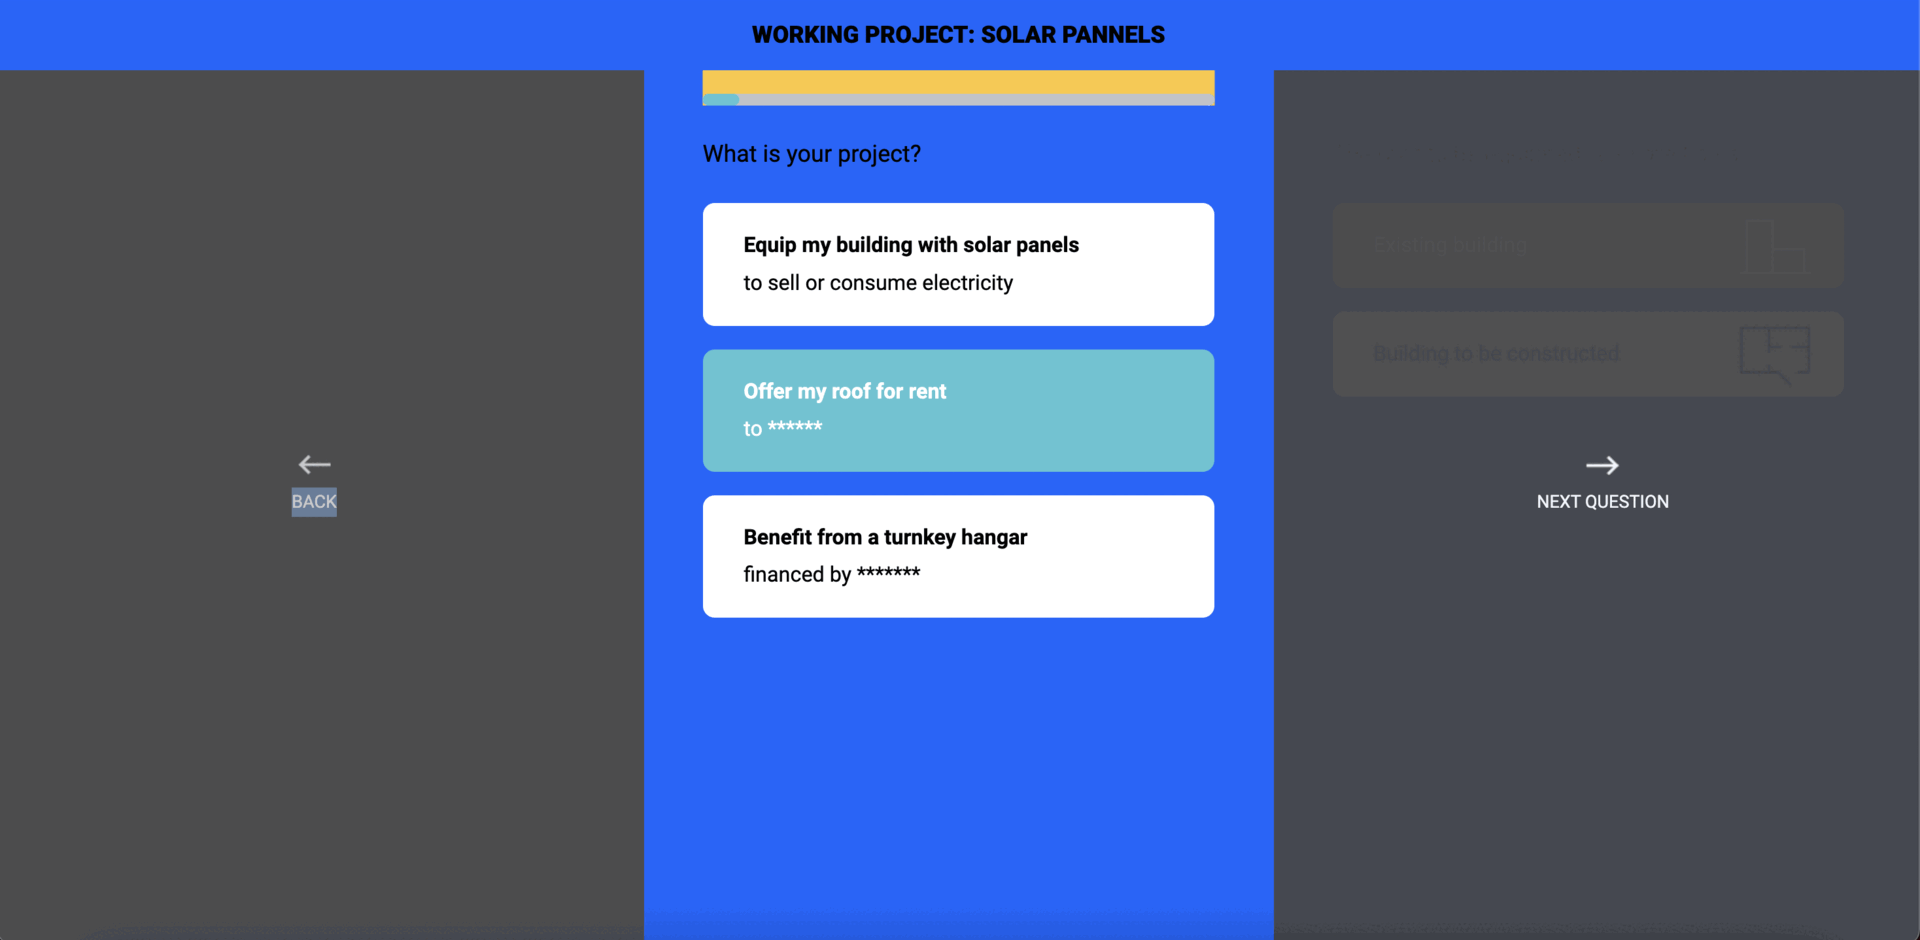 WORKING PROJECT: SOLAR PANNELS
What is your project?
Equip my building with solar panels
to sell or consume electricity
Offer my roof for rent
to ******
Benefit from a turnkey hangar
financed by *******
BACK
Existing building
Building to be constructed
NEXT QUESTION